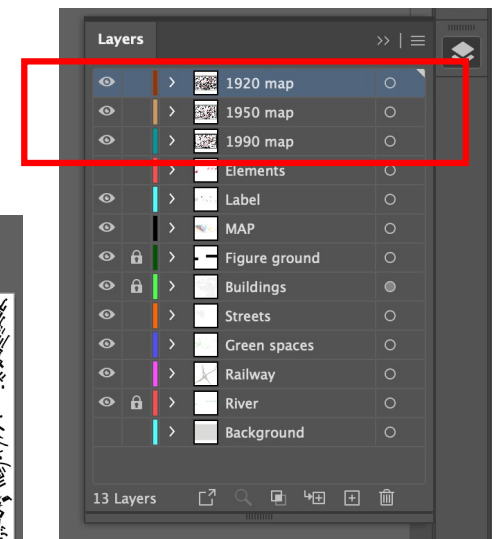 Layers
1920 map
1950 map
1990 map
Elements
Label
MAP
Figure ground
Buildings
Streets
Green spaces
Railway
River
Background
13 Layers